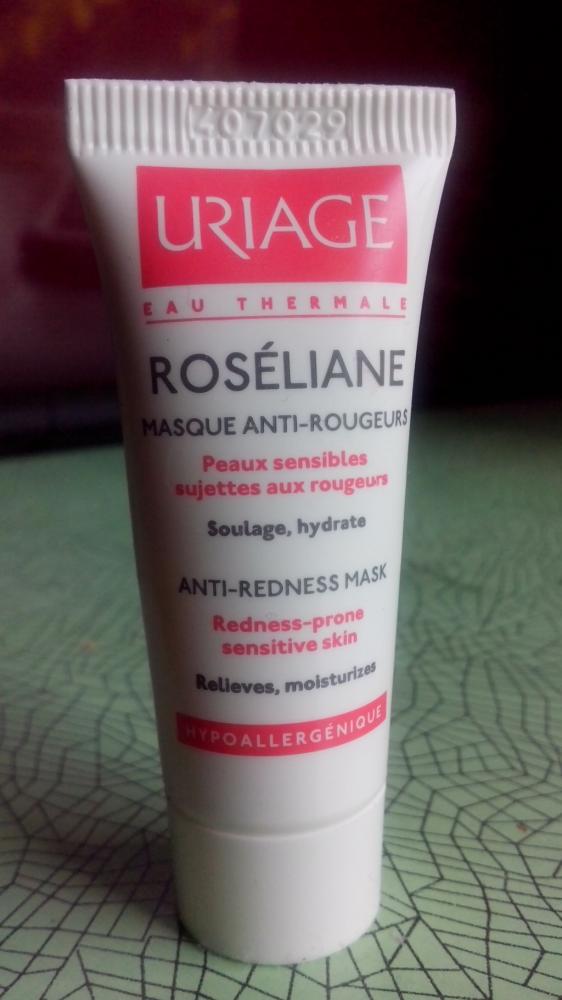 407029
URIAGE
EAU THERMALE
ROSÉLIANE
MASQUE ANTI-ROUGEURS
Peaux sensibles
sujettes aux rougeurs
Soulage, hydrate
ANTI-REDNESS MASK
Redness-prone
sensitive skin
Relieves, moisturizes
HYPOALLERGÉNIQUE